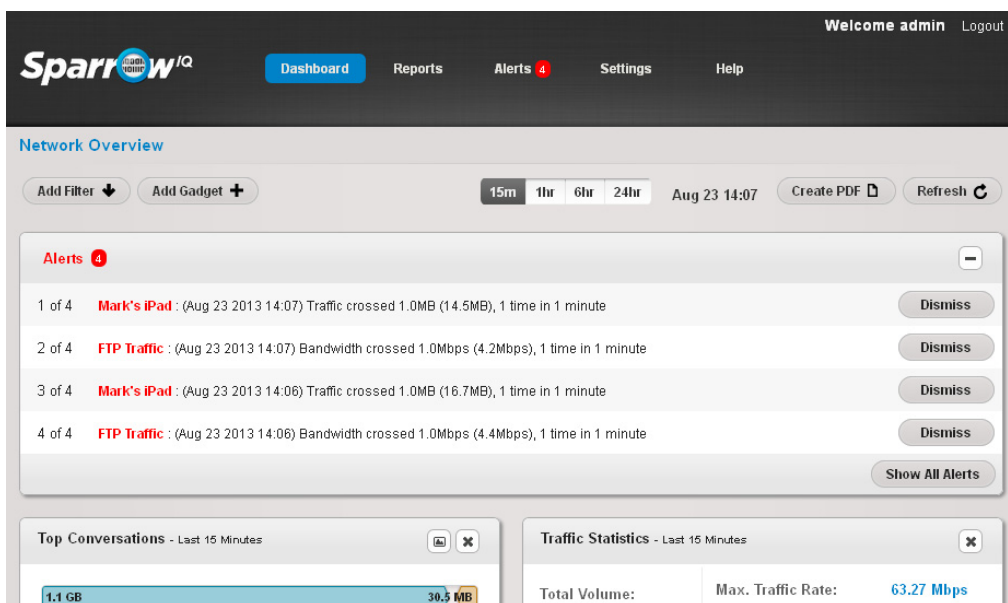 Welcome admin Logout
Sparrow IQ
Dashboard Reports Alerts 4 Settings Help
Network Overview
Add Filter Add Gadget 15m 1hr 6hr 24hr Aug 23 14:07 Create PDF Refresh
Alerts 4
1 of 4 Mark's iPad : (Aug 23 2013 14:07) Traffic crossed 1.0MB (14.5MB), 1 time in 1 minute Dismiss
2 of 4 FTP Traffic : (Aug 23 2013 14:07) Bandwidth crossed 1.0Mbps (4.2Mbps), 1 time in 1 minute Dismiss
3 of 4 Mark's iPad : (Aug 23 2013 14:06) Traffic crossed 1.0MB (16.7MB), 1 time in 1 minute Dismiss
4 of 4 FTP Traffic : (Aug 23 2013 14:06) Bandwidth crossed 1.0Mbps (4.4Mbps), 1 time in 1 minute Dismiss
Show All Alerts
Top Conversations - Last 15 Minutes
1.1 GB 30.5 MB
Traffic Statistics - Last 15 Minutes
Total Volume: Max. Traffic Rate: 63.27 Mbps